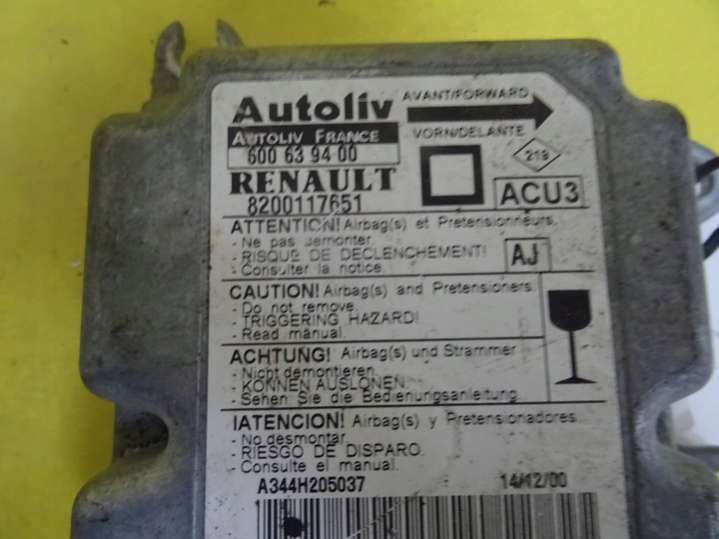 Autoliv AVANT/FORWARD
AUTOLIV FRANCE VORN/DELANTE
600 63 94 00 219
RENAULT ACU3
8200117651
ATTENTION! Airbag(s) et Pretensionneurs.
- Ne pas demonter.
- RISQUE DE DECLENCHEMENT! AJ
- Consulter la notice.
CAUTION! Airbag(s) and Pretensioners
- Do not remove.
- TRIGGERING HAZARD!
- Read manual.
ACHTUNG! Airbag(s) und Strammer
- Nicht demontieren.
- KONNEN AUSLONEN.
- Sehen Sie die Bedienungsanleitung.
!ATENCION! Airbag(s) y Pretensionadores.
- No desmontar.
- RIESGO DE DISPARO.
- Consulte el manual.
A344H205037 14/12/00